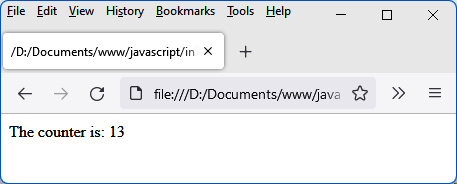 File Edit View History Bookmarks Tools Help
/D:/Documents/www/javascript/in
file:///D:/Documents/www/java
The counter is: 13